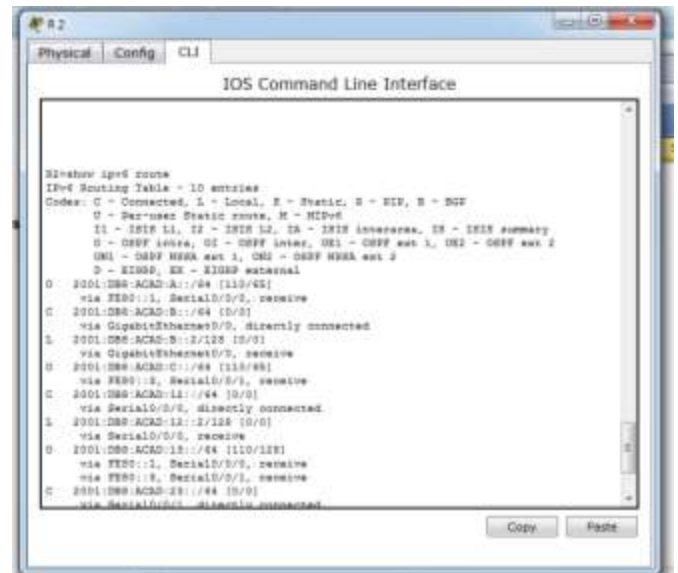 R2
Physical Config CLI
IOS Command Line Interface
R2>show ipv6 route
IPv6 Routing Table - 10 entries
Codes: C - Connected, L - Local, S - Static, R - RIP, B - BGP
U - Per-user Static route, M - MIPv6
I1 - ISIS L1, I2 - ISIS L2, IA - ISIS interarea, IS - ISIS summary
O - OSPF intra, OI - OSPF inter, OE1 - OSPF ext 1, OE2 - OSPF ext 2
ON1 - OSPF NSSA ext 1, ON2 - OSPF NSSA ext 2
D - EIGRP, EX - EIGRP external
O 2001:DB8:ACAD:A::/64 [110/65]
via FE80::1, Serial0/0/0, receive
C 2001:DB8:ACAD:B::/64 [0/0]
via GigabitEthernet0/0, directly connected
L 2001:DB8:ACAD:B::2/128 [0/0]
via GigabitEthernet0/0, receive
O 2001:DB8:ACAD:C::/64 [110/65]
via FE80::3, Serial0/0/1, receive
C 2001:DB8:ACAD:12::/64 [0/0]
via Serial0/0/0, directly connected
L 2001:DB8:ACAD:12::2/128 [0/0]
via Serial0/0/0, receive
O 2001:DB8:ACAD:13::/64 [110/128]
via FE80::1, Serial0/0/0, receive
via FE80::3, Serial0/0/1, receive
C 2001:DB8:ACAD:23::/64 [0/0]
via Serial0/0/1, directly connected
Copy Paste